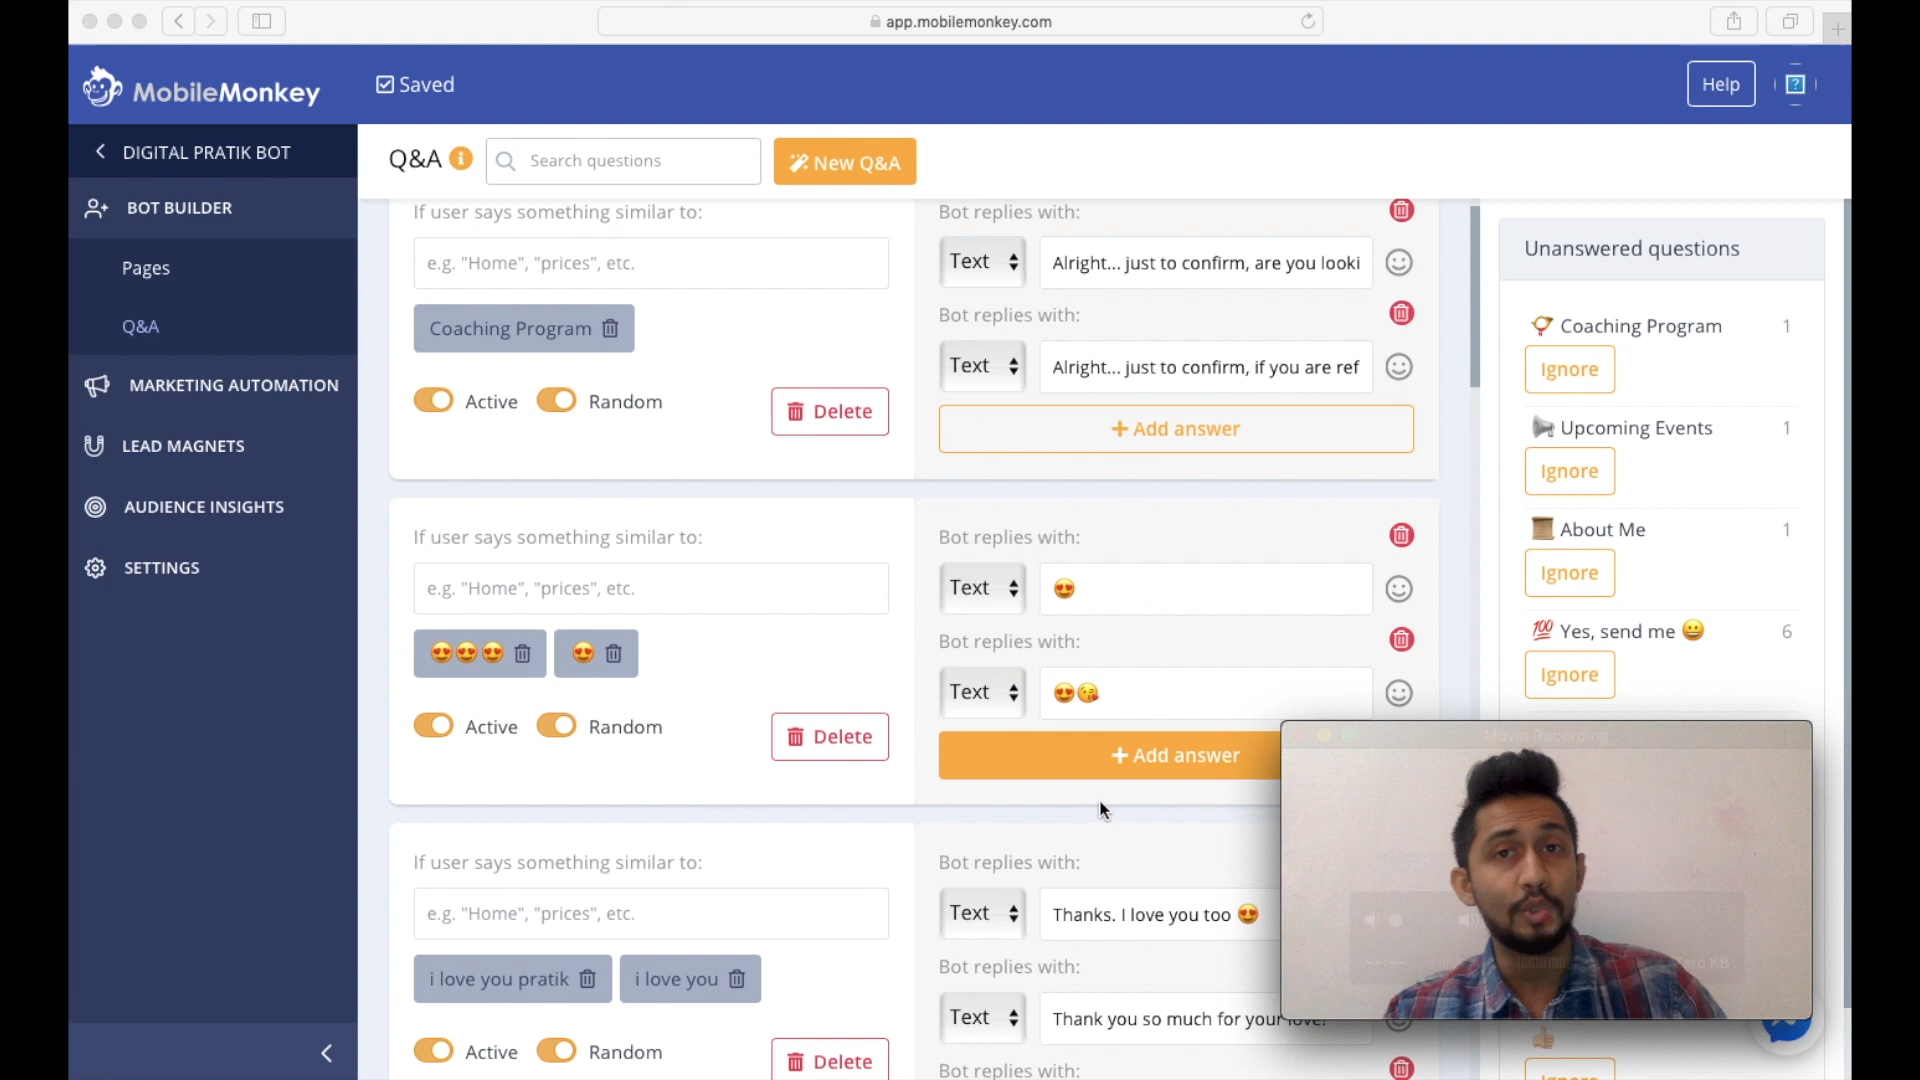 app.mobilemonkey.com
MobileMonkey
Saved
Help
DIGITAL PRATIK BOT
BOT BUILDER
Pages
Q&A
MARKETING AUTOMATION
LEAD MAGNETS
AUDIENCE INSIGHTS
SETTINGS
Q&A
Search questions
New Q&A
If user says something similar to:
e.g. "Home", "prices", etc.
Coaching Program
Active
Random
Delete
Bot replies with:
Text
Alright... just to confirm, are you looki
Bot replies with:
Text
Alright... just to confirm, if you are ref
+ Add answer
If user says something similar to:
e.g. "Home", "prices", etc.
😍😍😍
😍
Active
Random
Delete
Bot replies with:
Text
😍
Bot replies with:
Text
😍😘
+ Add answer
If user says something similar to:
e.g. "Home", "prices", etc.
i love you pratik
i love you
Active
Random
Delete
Bot replies with:
Text
Thanks. I love you too 😍
Bot replies with:
Text
Thank you so much for your love!
Bot replies with:
Unanswered questions
📯 Coaching Program 1
Ignore
📢 Upcoming Events 1
Ignore
📜 About Me 1
Ignore
💯 Yes, send me 😀 6
Ignore
👍
Movie Recording
Zero KB